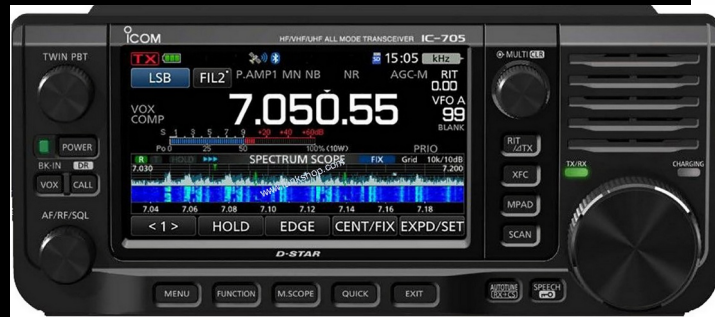 ICOM
HF/VHF/UHF ALL MODE TRANSCEIVER IC-705
TWIN PBT
TX
15:05 kHz
MULTI CLR
LSB FIL2 P.AMP1 MN NB NR AGC-M RIT
0.00
VOX
COMP
7.050.55
VFO A
99
BLANK
POWER
S 1 3 5 7 9 +20 +40 +60dB
Po 0 25 50 100% (10W) PRIO
RIT
/⊿TX
BK-IN DR
VOX CALL
HOLD SPECTRUM SCOPE FIX Grid 10k/10dB
7.030 7.200
XFC
TX/RX
CHARGING
7.04 7.06 7.08 7.10 7.12 7.14 7.16 7.18
MPAD
AF/RF/SQL
< 1 > HOLD EDGE CENT/FIX EXPD/SET
SCAN
D-STAR
MENU FUNCTION M.SCOPE QUICK EXIT
AUTOTUNE
RX→CS
SPEECH